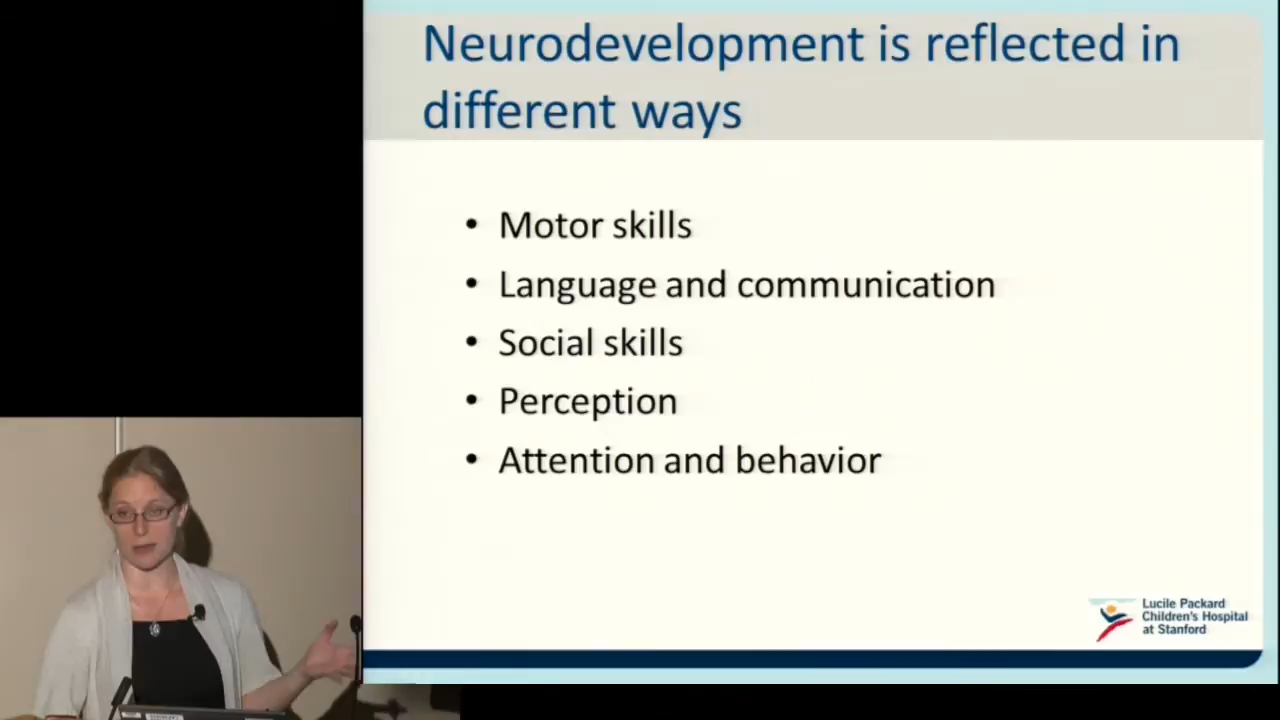 Neurodevelopment is reflected in
different ways
• Motor skills
• Language and communication
• Social skills
• Perception
• Attention and behavior
Lucile Packard
Children's Hospital
at Stanford